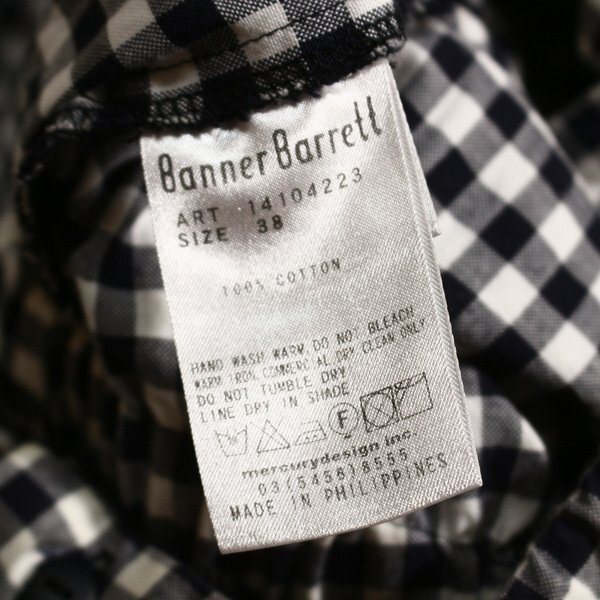 Banner Barrett
ART 14104223
SIZE 38
100% COTTON
HAND WASH WARM. DO NOT BLEACH
WARM IRON. COMMERCIAL DRY CLEAN ONLY
DO NOT TUMBLE DRY
LINE DRY IN SHADE
F
mercurydesign inc.
03(5456)8555
MADE IN PHILIPPINES